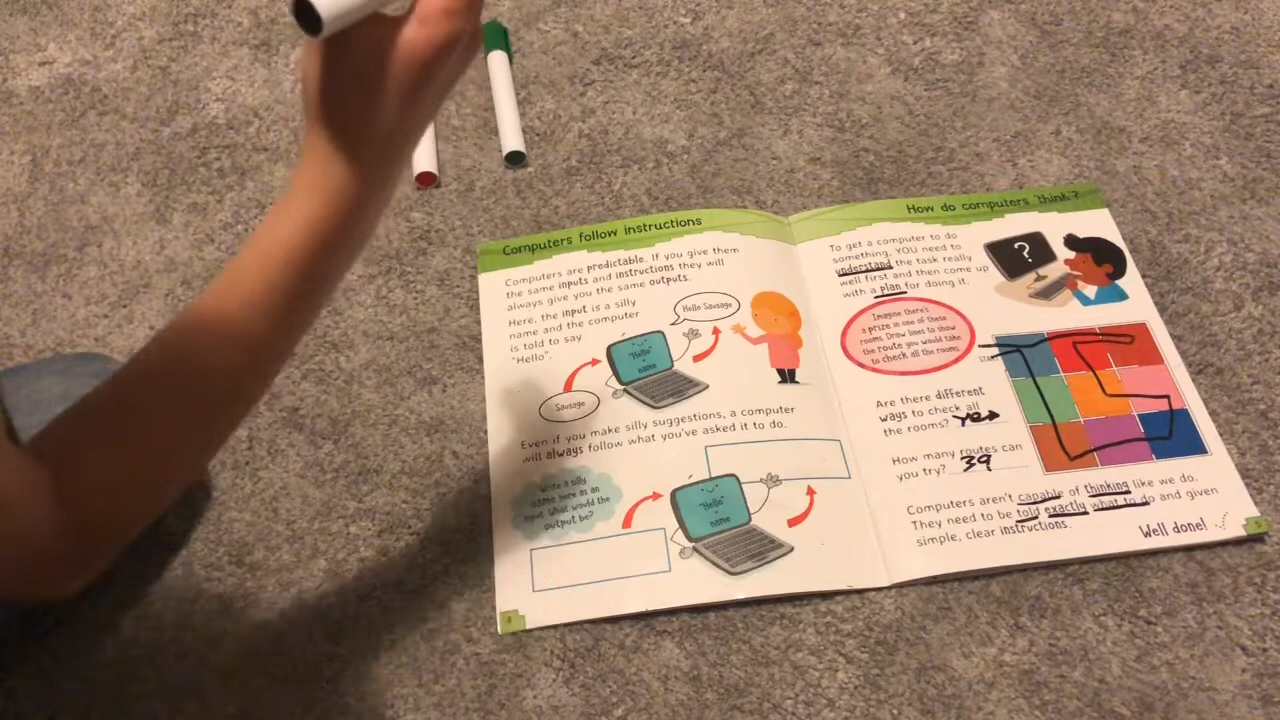 Computers follow instructions
Computers are predictable. If you give them
the same inputs and instructions they will
always give you the same outputs.
Here, the input is a silly
name and the computer
is told to say
"Hello".
Hello Sausage
"Hello"
+
name
Sausage
Even if you make silly suggestions, a computer
will always follow what you've asked it to do.
Write a silly
name here as an
input. What would the
output be?
"Hello"
+
name
4
How do computers 'think'?
To get a computer to do
something, YOU need to
understand the task really
well first and then come up
with a plan for doing it.
?
Imagine there's
a prize in one of these
rooms. Draw lines to show
the route you would take
to check all the rooms.
START
Are there different
ways to check all
the rooms? yes
How many routes can
you try? 39
Computers aren't capable of thinking like we do.
They need to be told exactly what to do and given
simple, clear instructions.
Well done!
5